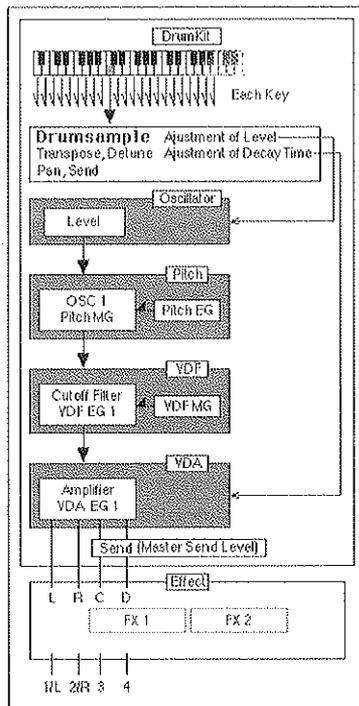 DrumKit
Each Key
Drumsample Ajustment of Level
Transpose, Detune Ajustment of Decay Time
Pan, Send
Oscillator
Level
Pitch
OSC 1
Pitch MG
Pitch EG
VDF
Cutoff Filter
VDF EG 1
VDF MG
VDA
Amplifier
VDA EG 1
Send (Master Send Level)
Effect
L R C D
FX 1 FX 2
1/L 2/R 3 4